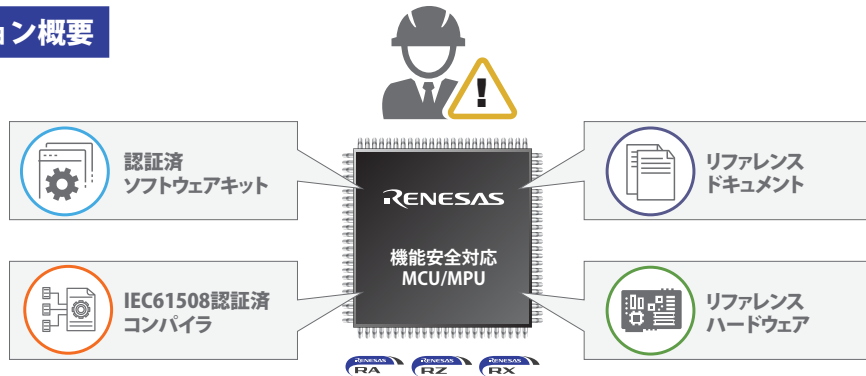 ョン概要
認証済
ソフトウェアキット
リファレンス
ドキュメント
RENESAS
機能安全対応
MCU/MPU
IEC61508認証済
コンパイラ
リファレンス
ハードウェア
RENESAS
RA
RENESAS
RZ
RENESAS
RX